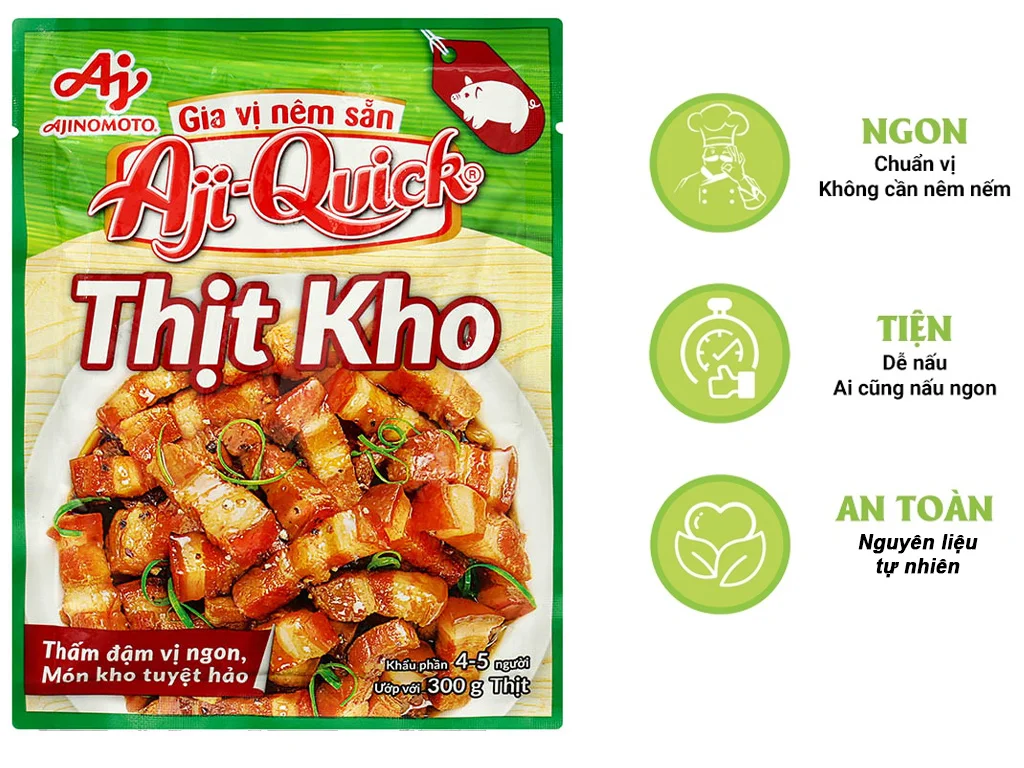 Aj
AJINOMOTO.
Gia vị nêm sẵn
Aji-Quick®
Thịt Kho
Thấm đậm vị ngon,
Món kho tuyệt hảo
Khẩu phần 4-5 người
Ướp với 300 g Thịt
NGON
Chuẩn vị
Không cần nêm nếm
TIỆN
Dễ nấu
Ai cũng nấu ngon
AN TOÀN
Nguyên liệu
tự nhiên